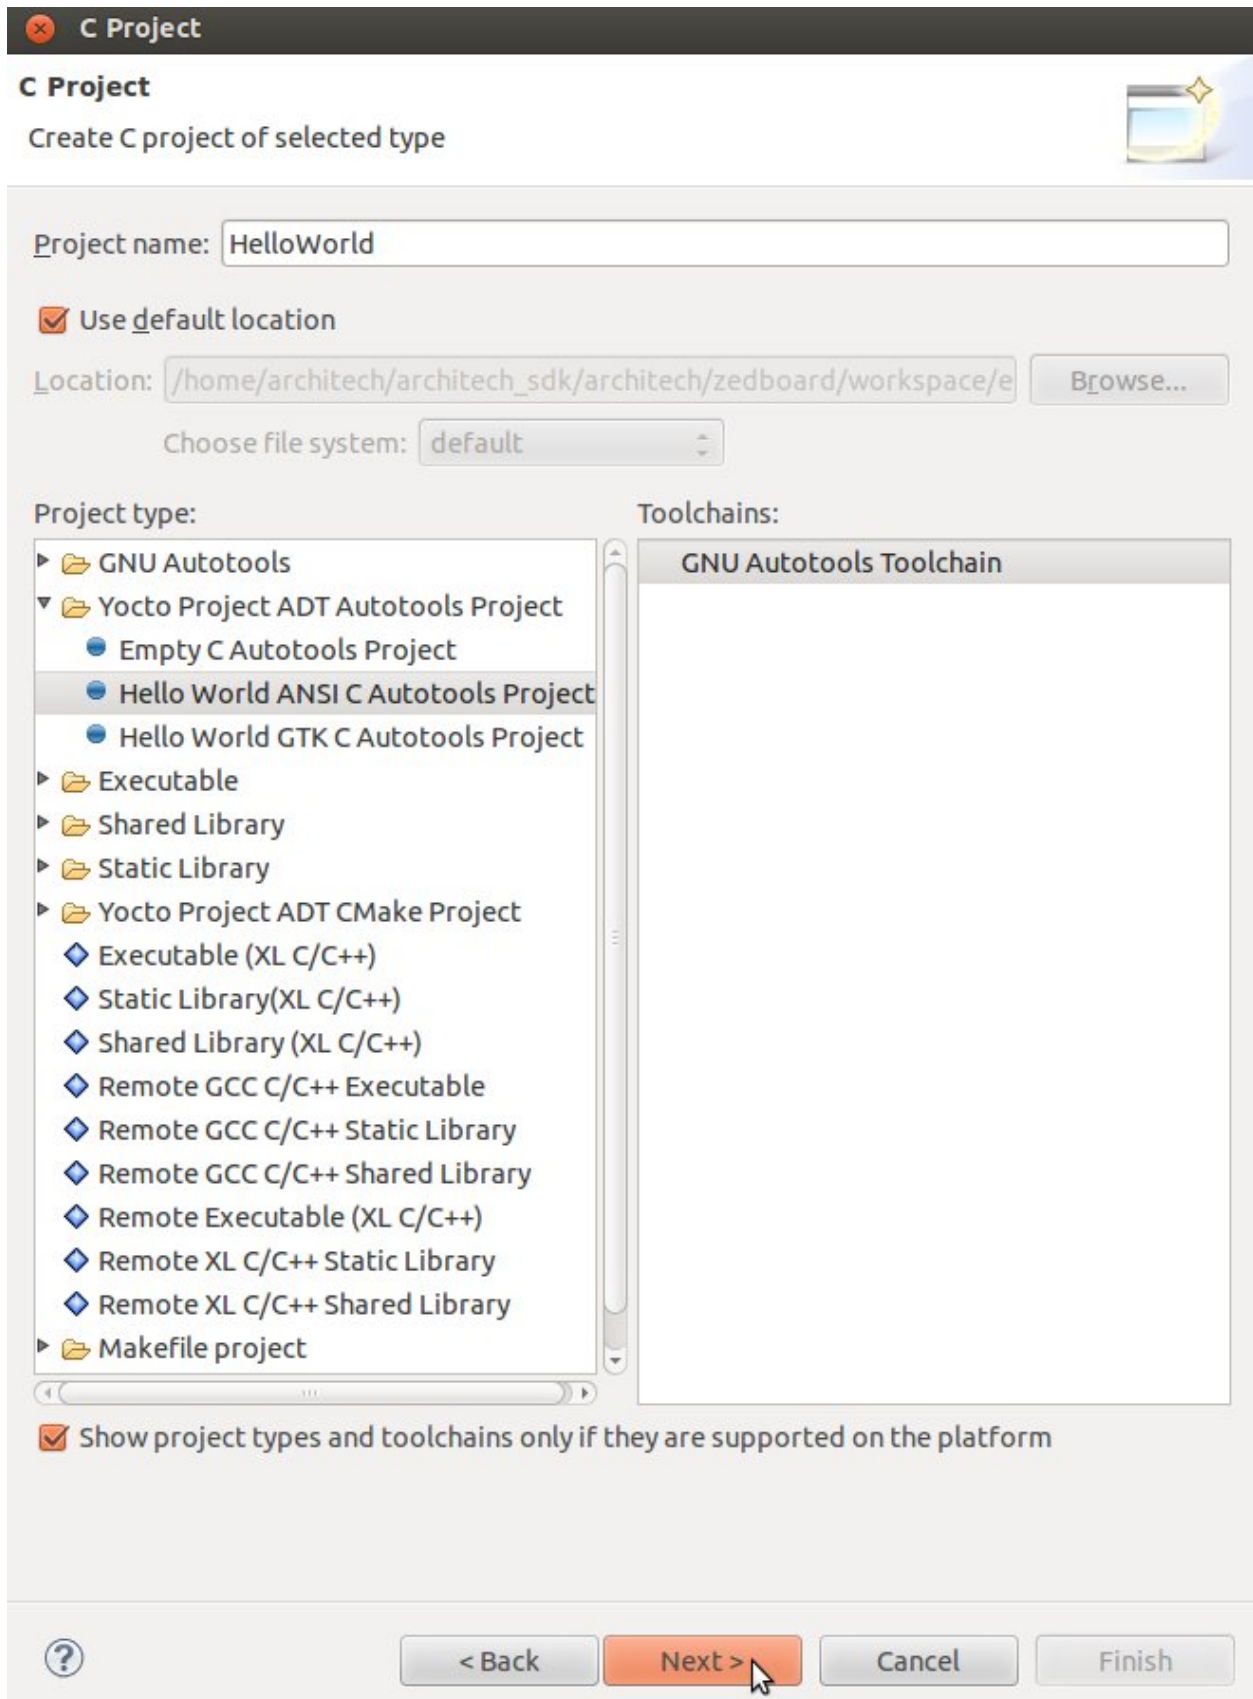 C Project
C Project
Create C project of selected type
Project name: HelloWorld
Use default location
Location: /home/architech/architech_sdk/architech/zedboard/workspace/e Browse...
Choose file system: default
Project type: Toolchains:
GNU Autotools GNU Autotools Toolchain
Yocto Project ADT Autotools Project
Empty C Autotools Project
Hello World ANSI C Autotools Project
Hello World GTK C Autotools Project
Executable
Shared Library
Static Library
Yocto Project ADT CMake Project
Executable (XL C/C++)
Static Library(XL C/C++)
Shared Library (XL C/C++)
Remote GCC C/C++ Executable
Remote GCC C/C++ Static Library
Remote GCC C/C++ Shared Library
Remote Executable (XL C/C++)
Remote XL C/C++ Static Library
Remote XL C/C++ Shared Library
Makefile project
Show project types and toolchains only if they are supported on the platform
? < Back Next > Cancel Finish